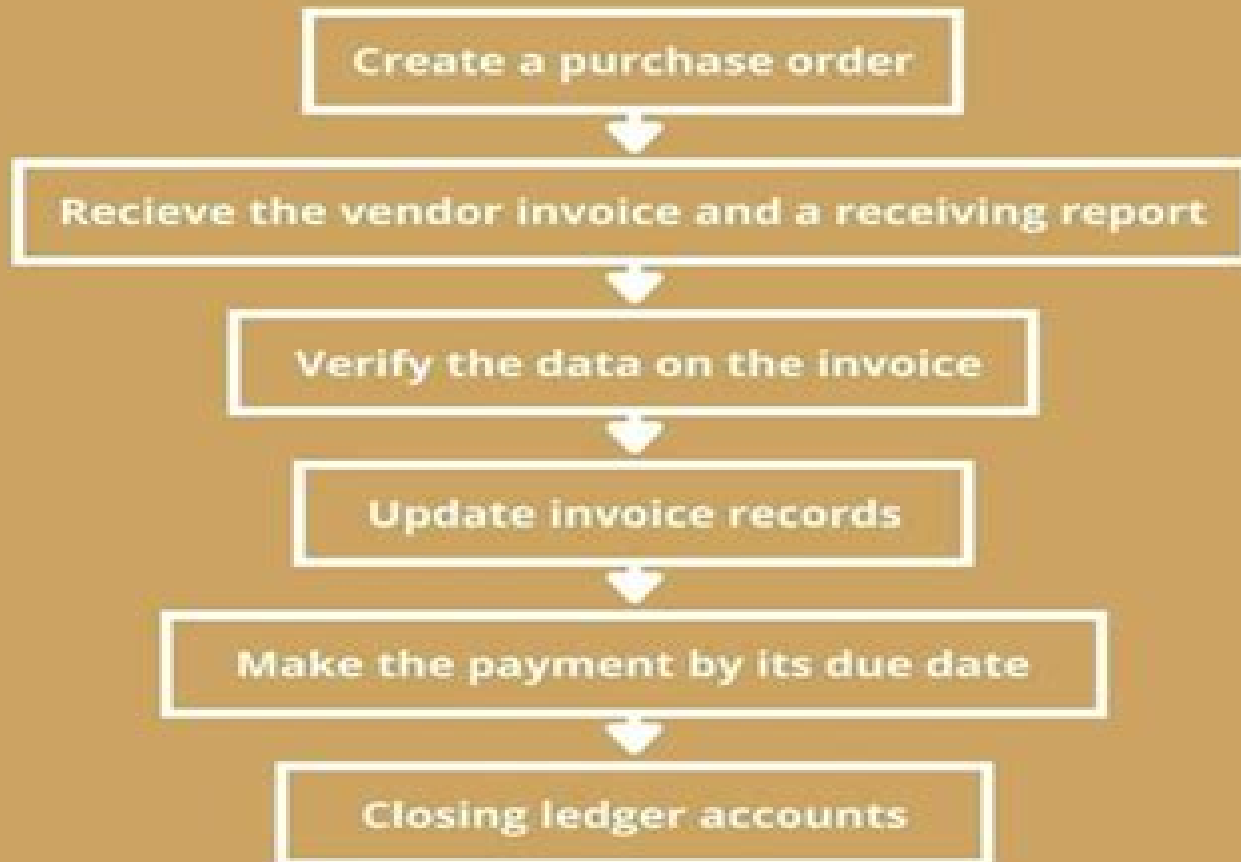 Create a purchase order
Recieve the vendor invoice and a receiving report
Verify the data on the invoice
Update invoice records
Make the payment by its due date
Closing ledger accounts